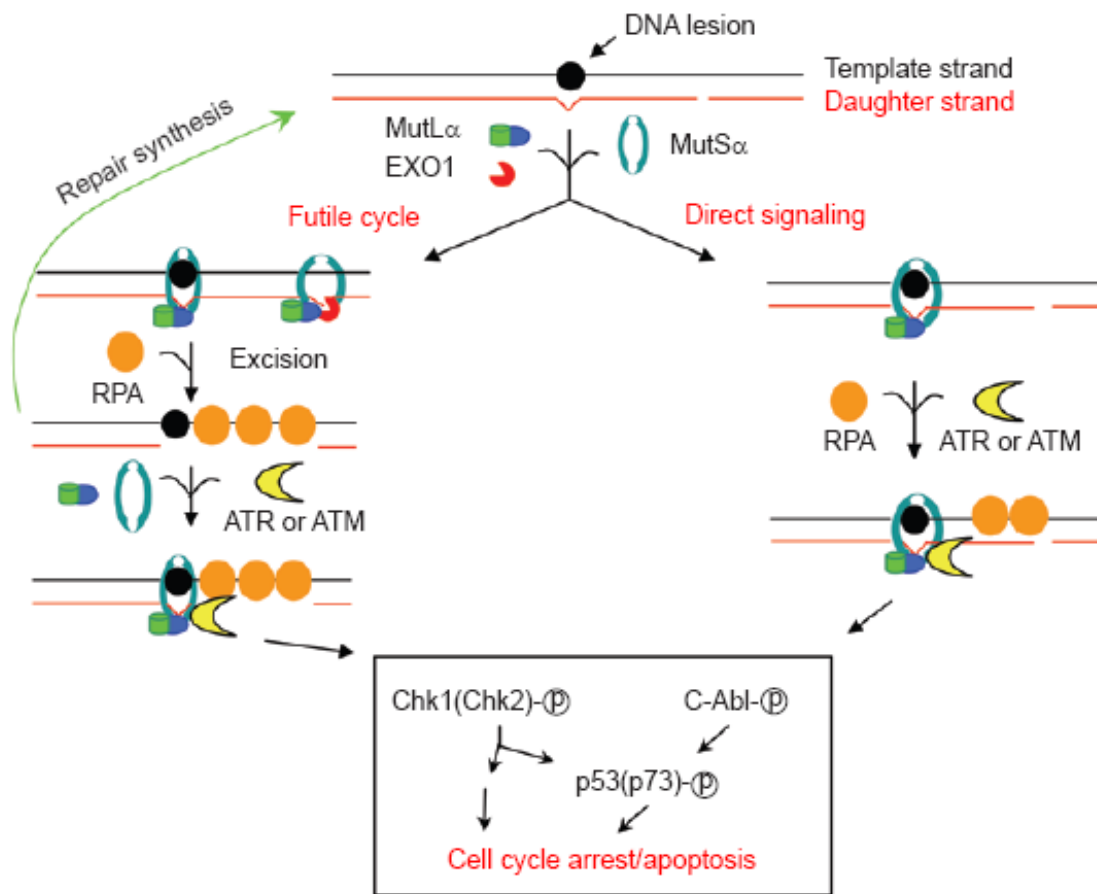 DNA lesion
Template strand
Daughter strand
Repair synthesis
MutLα
EXO1
MutSα
Futile cycle
Direct signaling
RPA
Excision
ATR or ATM
RPA
ATR or ATM
Chk1(Chk2)-ⓟ
C-Abl-ⓟ
p53(p73)-ⓟ
Cell cycle arrest/apoptosis